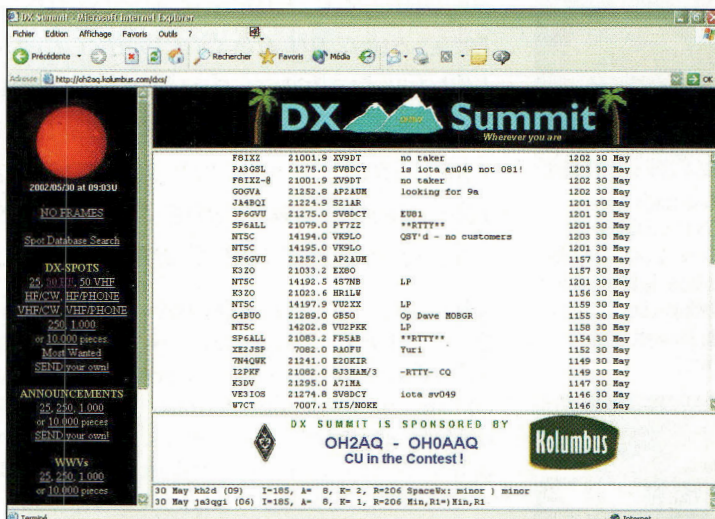 DX Summit - Microsoft Internet Explorer
Fichier Edition Affichage Favoris Outils ?
Précédente Rechercher Favoris Média
Adresse http://oh2aq.kolumbus.com/dxs/ OK
2002/05/30 at 09:03U
NO FRAMES
Spot Database Search
DX-SPOTS
25, 50 VHF
HF/CW, HF/PHONE
VHF/CW, VHF/PHONE
250, 1.000
or 10.000 pieces
Most Wanted
SEND your own!
ANNOUNCEMENTS
25, 250, 1.000
or 10.000 pieces
SEND your own!
WWVs
25, 250, 1.000
or 10.000 pieces
DX Summit
Wherever you are
F8IXZ 21001.9 XV9DT no taker 1202 30 May
PA3GSL 21275.0 SV8DCY is iota eu049 not 081! 1203 30 May
F8IXZ-@ 21001.9 XV9DT no taker 1202 30 May
G0GVA 21252.8 AP2AUM looking for 9a 1202 30 May
JA4BQI 21224.9 S21AR 1201 30 May
SP6GVU 21275.0 SV8DCY EU81 1201 30 May
SP6ALL 21079.0 PY7ZZ **RTTY** 1201 30 May
NT5C 14194.0 VK9LO QSY'd - no customers 1203 30 May
NT5C 14195.0 VK9LO 1201 30 May
SP6GVU 21252.8 AP2AUM 1157 30 May
K3ZO 21033.2 EX8O 1157 30 May
NT5C 14192.5 4S7NB LP 1201 30 May
K3ZO 21023.6 HR1LW 1156 30 May
NT5C 14197.9 VU2XX LP 1159 30 May
G4BUO 21289.0 GB50 Op Dave M0BGR 1155 30 May
NT5C 14202.8 VU2PKK LP 1158 30 May
SP6ALL 21083.2 FR5AB **RTTY** 1154 30 May
XE2JSP 7082.0 RA0FU Yuri 1152 30 May
7N4QWK 21241.0 E20KIR 1149 30 May
I2PKF 21082.0 8J3HAM/3 -RTTY- CQ 1149 30 May
K3DV 21295.0 A71MA 1147 30 May
VE3IOS 21274.8 SV8DCY iota sv049 1146 30 May
W7CT 7007.1 TI5/N0KE 1146 30 May
DX SUMMIT IS SPONSORED BY
OH2AQ - OH0AAQ
CU in the Contest !
Kolumbus
30 May kh2d (09) I=185, A= 8, K= 2, R=206 SpaceWx: minor ) minor
30 May ja3qgi (06) I=185, A= 8, K= 1, R=206 Min,R1=)Min,R1
Terminé Internet